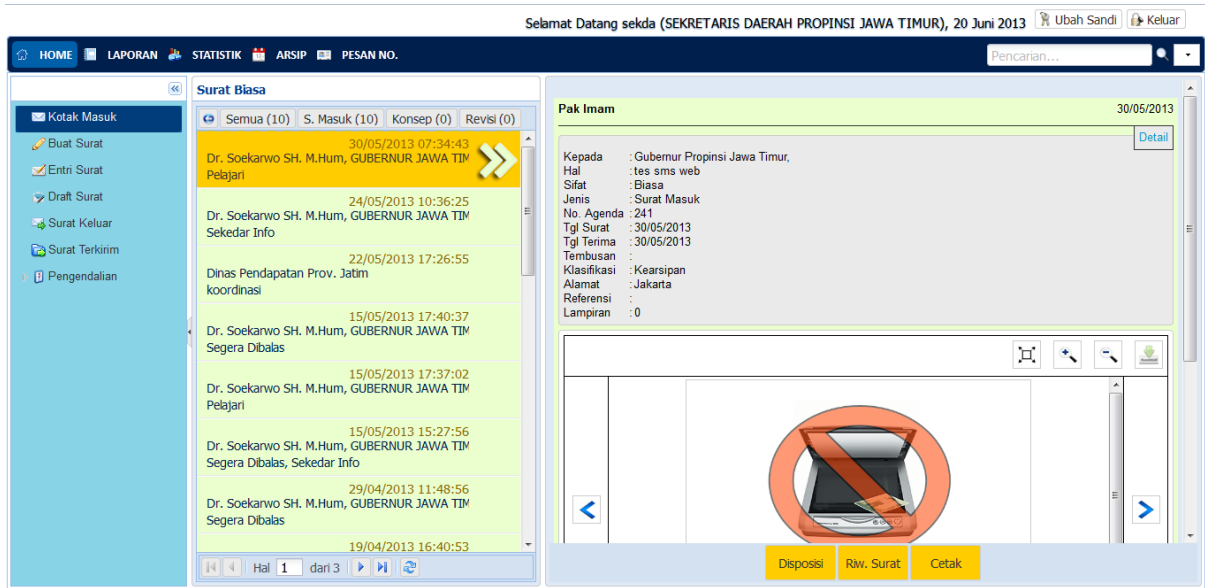 Selamat Datang sekda (SEKRETARIS DAERAH PROPINSI JAWA TIMUR), 20 Juni 2013 Ubah Sandi Keluar
HOME LAPORAN STATISTIK ARSIP PESAN NO. Pencarian...
Kotak Masuk
Buat Surat
Entri Surat
Draft Surat
Surat Keluar
Surat Terkirim
Pengendalian
Surat Biasa
Semua (10) S. Masuk (10) Konsep (0) Revisi (0)
30/05/2013 07:34:43
Dr. Soekarwo SH. M.Hum, GUBERNUR JAWA TIM
Pelajari
24/05/2013 10:36:25
Dr. Soekarwo SH. M.Hum, GUBERNUR JAWA TIM
Sekedar Info
22/05/2013 17:26:55
Dinas Pendapatan Prov. Jatim
koordinasi
15/05/2013 17:40:37
Dr. Soekarwo SH. M.Hum, GUBERNUR JAWA TIM
Segera Dibalas
15/05/2013 17:37:02
Dr. Soekarwo SH. M.Hum, GUBERNUR JAWA TIM
Pelajari
15/05/2013 15:27:56
Dr. Soekarwo SH. M.Hum, GUBERNUR JAWA TIM
Segera Dibalas, Sekedar Info
29/04/2013 11:48:56
Dr. Soekarwo SH. M.Hum, GUBERNUR JAWA TIM
Segera Dibalas
19/04/2013 16:40:53
Hal 1 dari 3
Pak Imam 30/05/2013
Detail
Kepada : Gubernur Propinsi Jawa Timur,
Hal : tes sms web
Sifat : Biasa
Jenis : Surat Masuk
No. Agenda : 241
Tgl Surat : 30/05/2013
Tgl Terima : 30/05/2013
Tembusan :
Klasifikasi : Kearsipan
Alamat : Jakarta
Referensi :
Lampiran : 0
Disposisi Riw. Surat Cetak